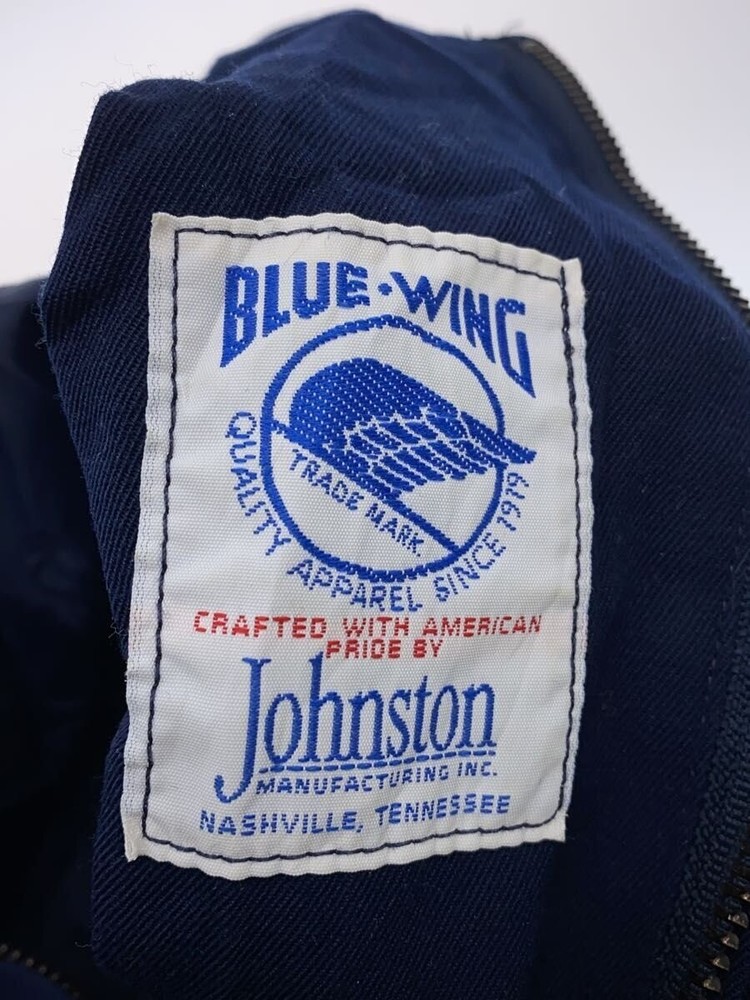 BLUE·WING
TRADE MARK.
QUALITY APPAREL SINCE 1919
CRAFTED WITH AMERICAN
PRIDE BY
Johnston
MANUFACTURING INC.
NASHVILLE, TENNESSEE